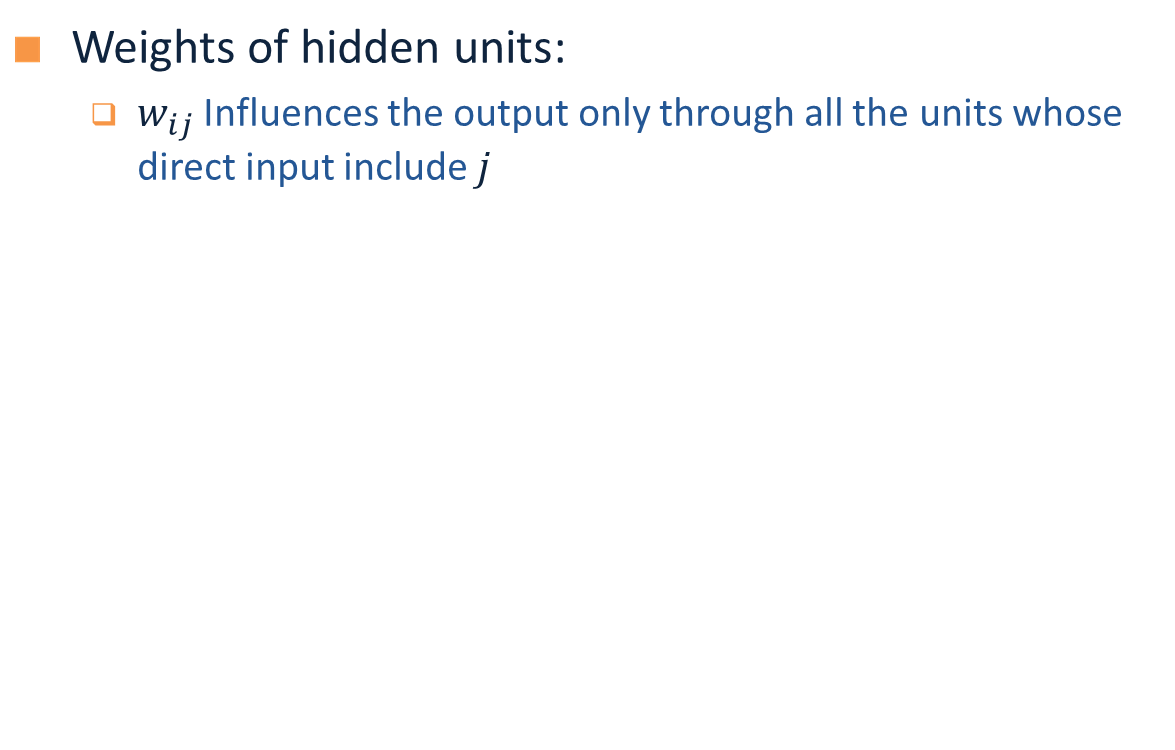 Weights of hidden units:
𝑤𝑖𝑗 Influences the output only through all the units whose
direct input include 𝑗